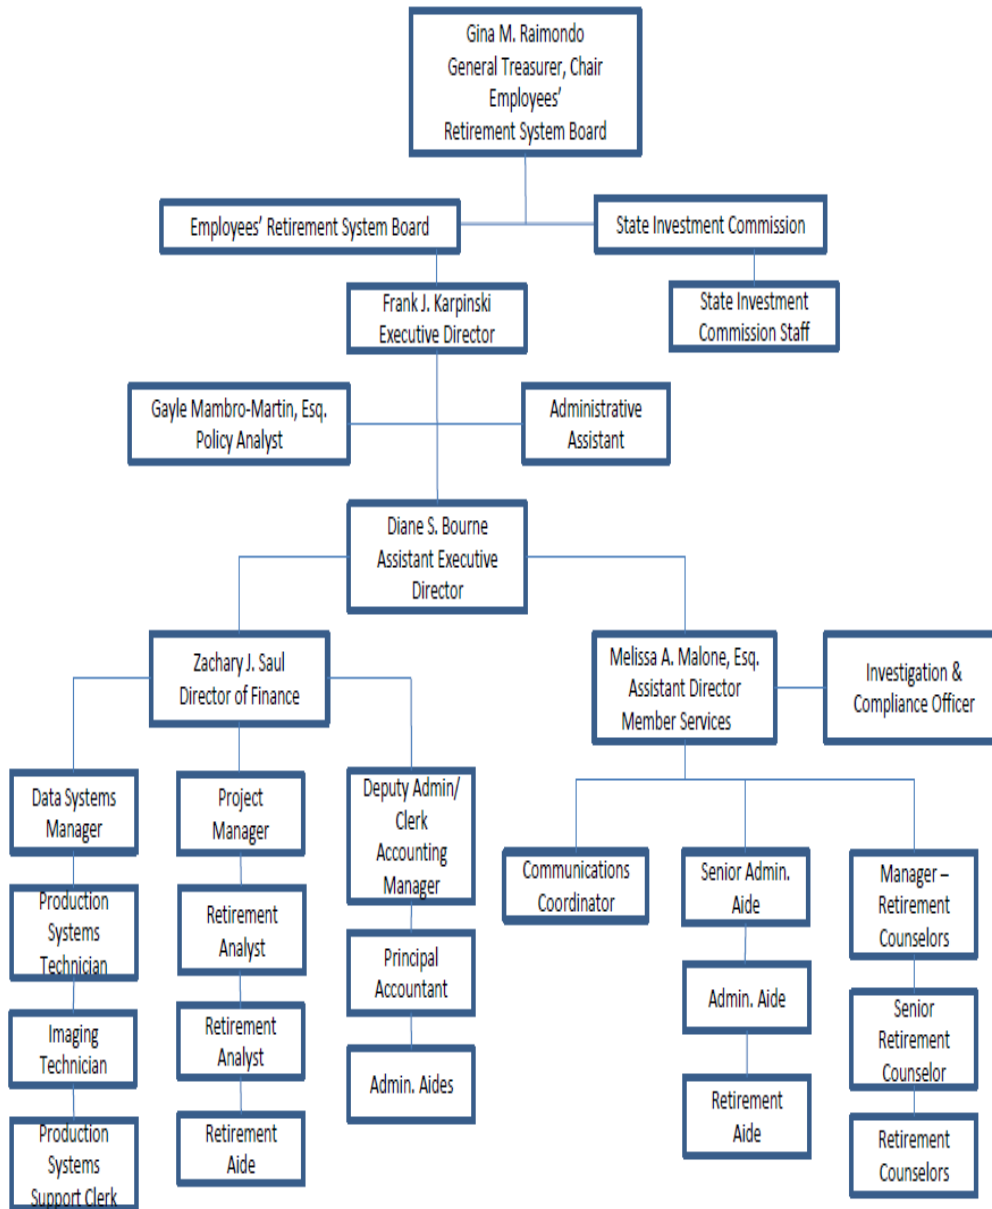 Gina M. Raimondo
General Treasurer, Chair
Employees’
Retirement System Board
Employees’ Retirement System Board
State Investment Commission
Frank J. Karpinski
Executive Director
State Investment
Commission Staff
Gayle Mambro-Martin, Esq.
Policy Analyst
Administrative
Assistant
Diane S. Bourne
Assistant Executive
Director
Zachary J. Saul
Director of Finance
Melissa A. Malone, Esq.
Assistant Director
Member Services
Investigation &
Compliance Officer
Data Systems
Manager
Project
Manager
Deputy Admin/
Clerk
Accounting
Manager
Communications
Coordinator
Senior Admin.
Aide
Manager –
Retirement
Counselors
Production
Systems
Technician
Retirement
Analyst
Principal
Accountant
Admin. Aide
Senior
Retirement
Counselor
Imaging
Technician
Retirement
Analyst
Admin. Aides
Retirement
Aide
Retirement
Counselors
Production
Systems
Support Clerk
Retirement
Aide